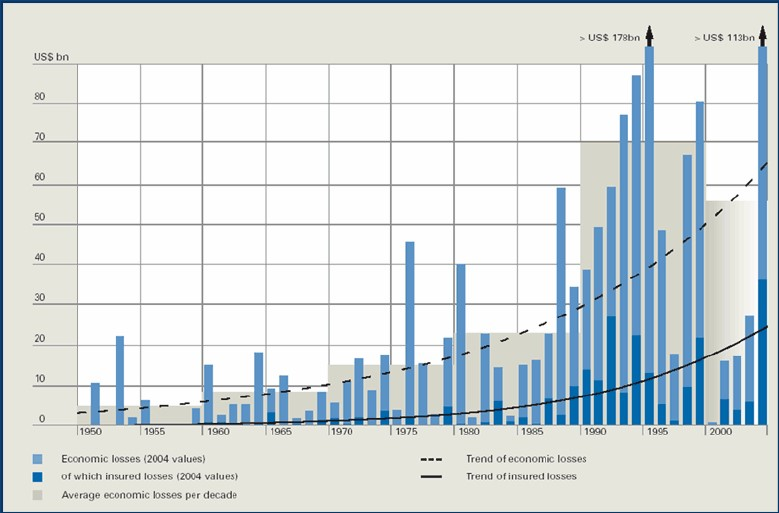 > US$ 178bn
> US$ 113bn
US$ bn
80
70
60
50
40
30
20
10
0
1950 1955 1960 1965 1970 1975 1980 1985 1990 1995 2000
Economic losses (2004 values)
Trend of economic losses
of which insured losses (2004 values)
Trend of insured losses
Average economic losses per decade